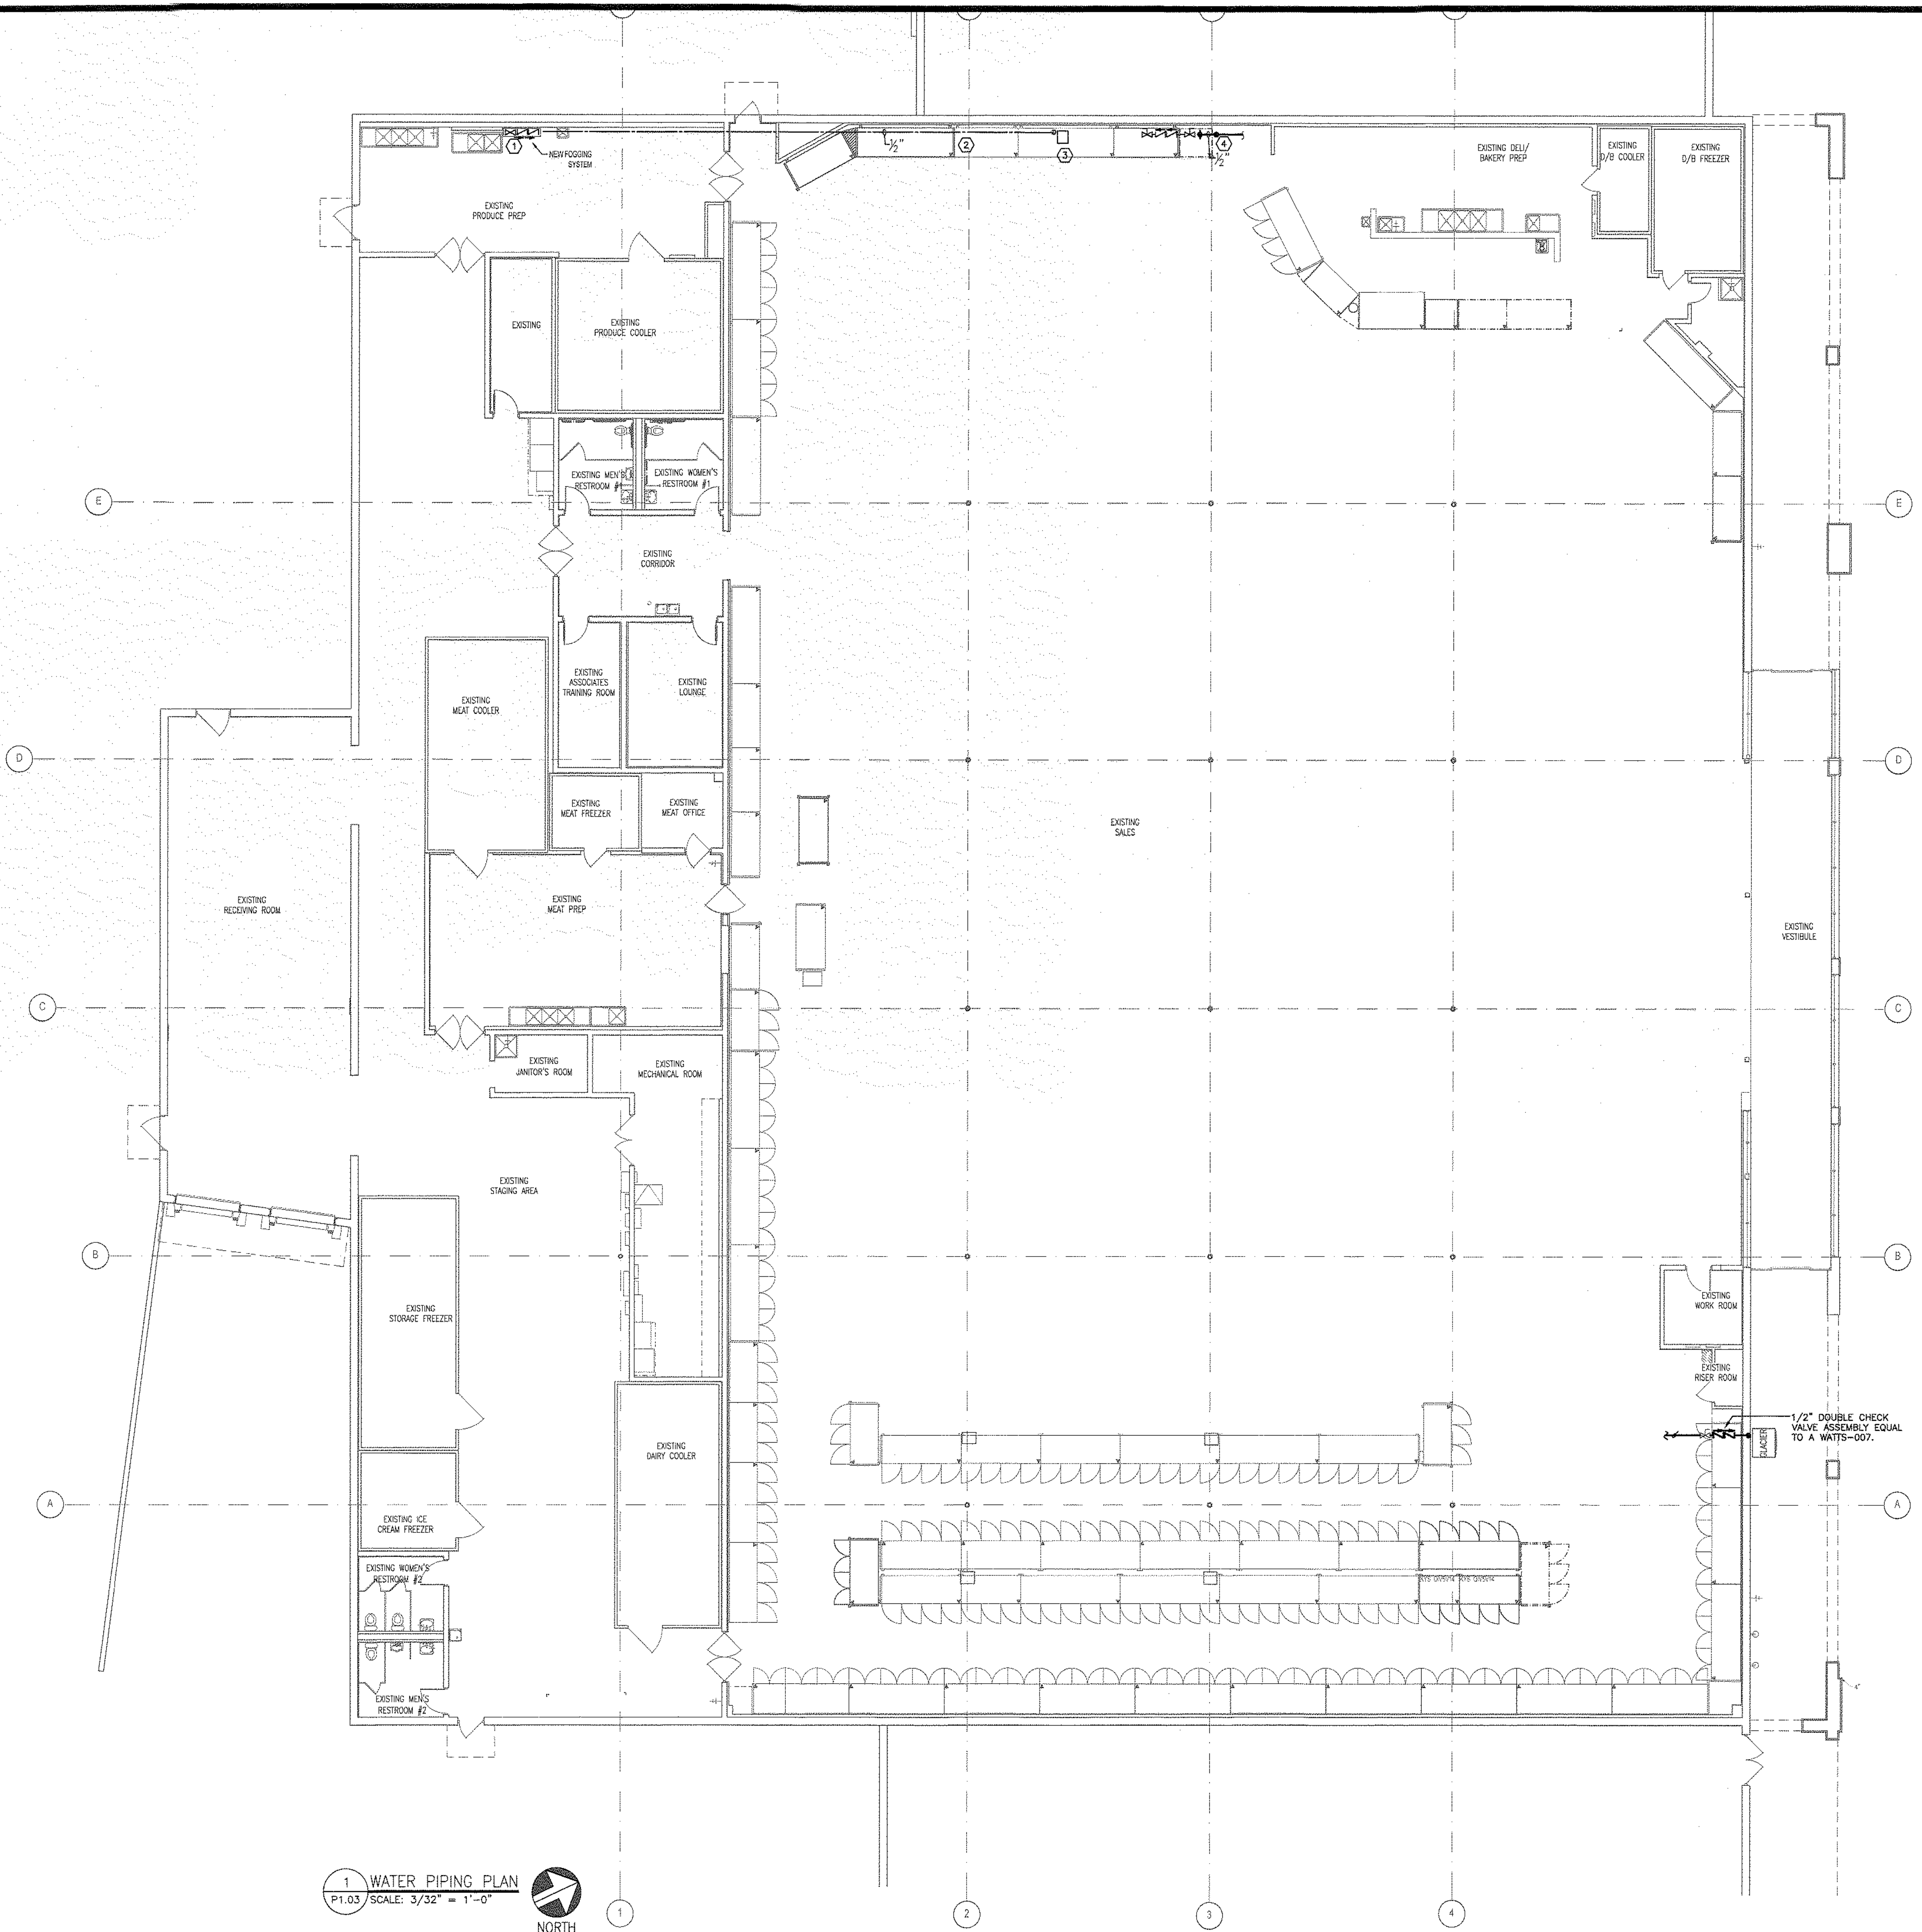 1
NEW FOGGING
SYSTEM
1/2"
2
3
4
1/2"
EXISTING DELI/
BAKERY PREP
EXISTING
D/B COOLER
EXISTING
D/B FREEZER
EXISTING
PRODUCE PREP
EXISTING
EXISTING
PRODUCE COOLER
EXISTING MEN'S
RESTROOM #1
EXISTING WOMEN'S
RESTROOM #1
E
E
EXISTING
CORRIDOR
EXISTING
ASSOCIATES
TRAINING ROOM
EXISTING
LOUNGE
EXISTING
MEAT COOLER
D
D
EXISTING
MEAT FREEZER
EXISTING
MEAT OFFICE
EXISTING
SALES
EXISTING
RECEIVING ROOM
EXISTING
MEAT PREP
EXISTING
VESTIBULE
C
C
EXISTING
JANITOR'S ROOM
EXISTING
MECHANICAL ROOM
EXISTING
STAGING AREA
B
B
EXISTING
STORAGE FREEZER
EXISTING
WORK ROOM
EXISTING
RISER ROOM
1/2" DOUBLE CHECK
VALVE ASSEMBLY EQUAL
TO A WATTS-007.
GLACIER
EXISTING
DAIRY COOLER
A
A
EXISTING ICE
CREAM FREEZER
EXISTING WOMEN'S
RESTROOM #2
EXISTING MEN'S
RESTROOM #2
4"
1
WATER PIPING PLAN
P1.03
SCALE: 3/32" = 1'-0"
NORTH
1
2
3
4